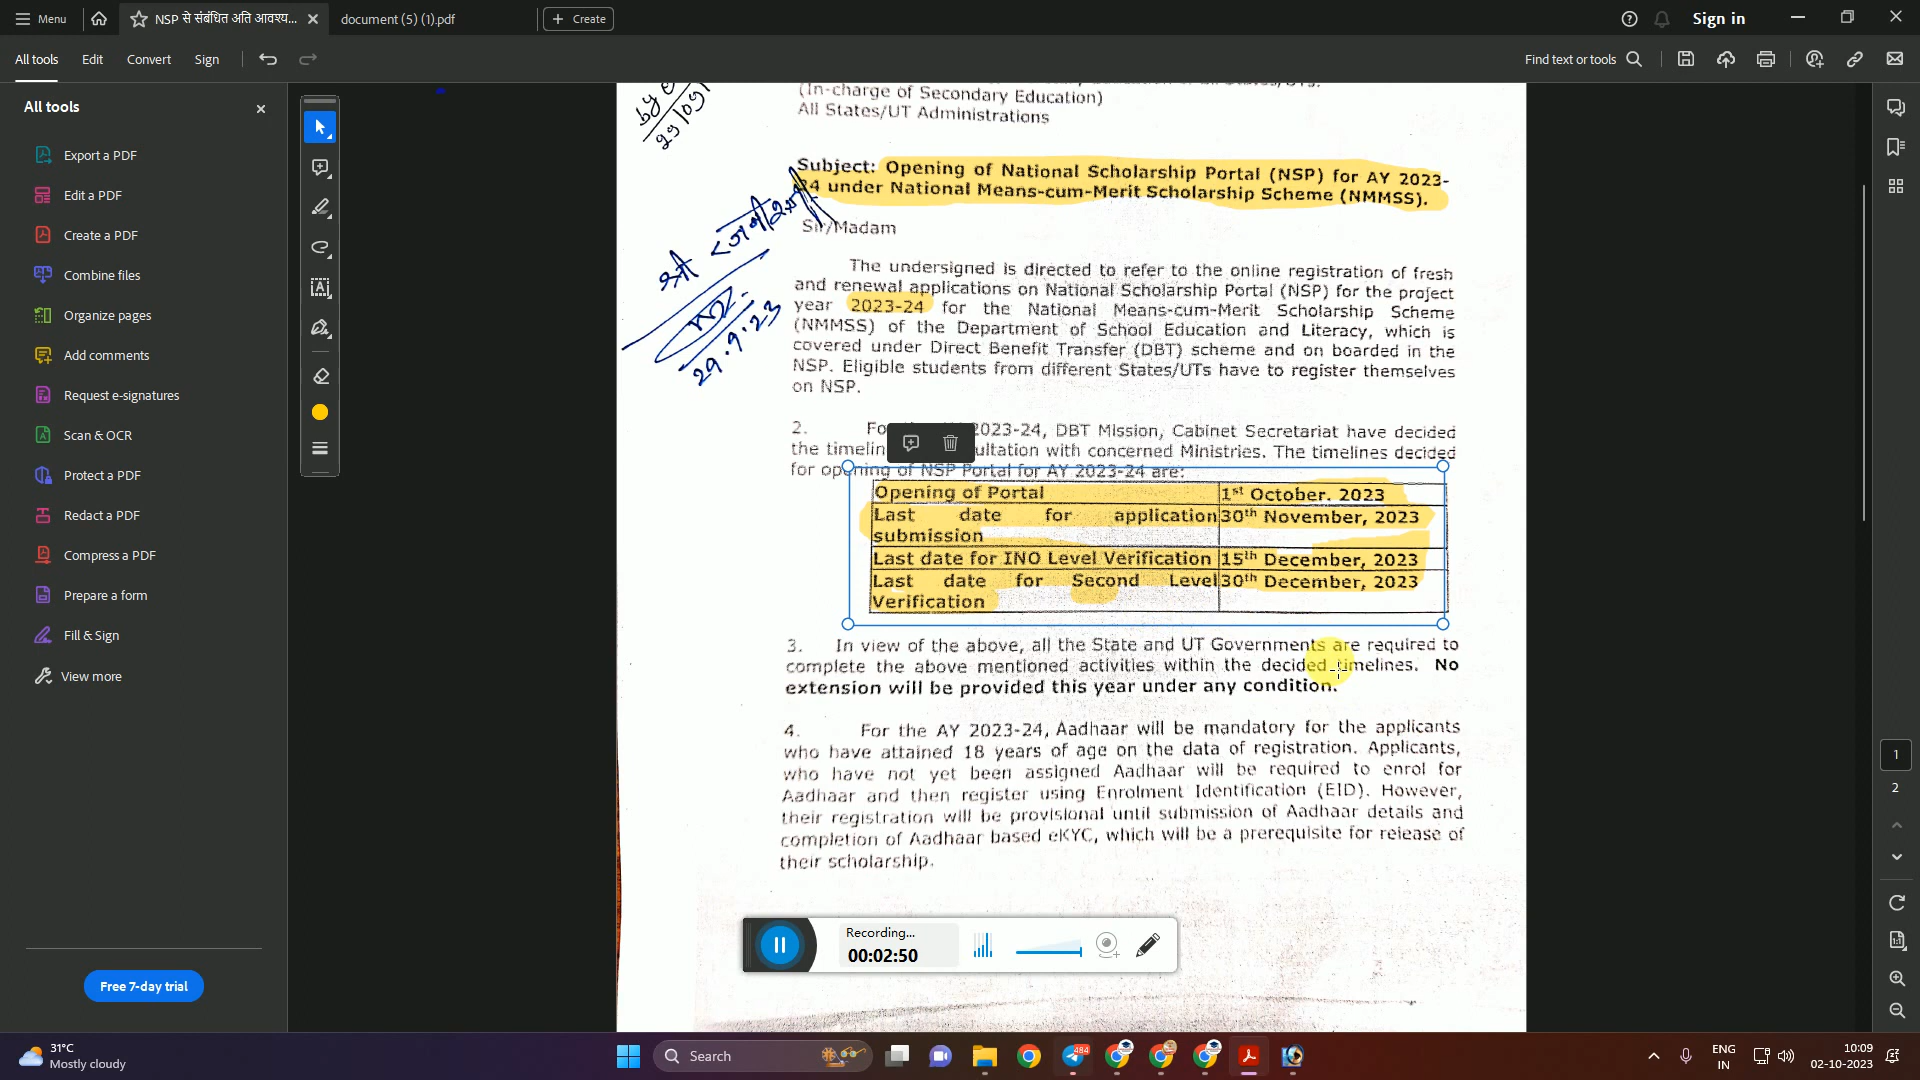 Menu
NSP से संबंधित अति आवश्य...
document (5) (1).pdf
Create
Sign in
All tools
Edit
Convert
Sign
Find text or tools
All tools
Export a PDF
Edit a PDF
Create a PDF
Combine files
Organize pages
Add comments
Request e-signatures
Scan & OCR
Protect a PDF
Redact a PDF
Compress a PDF
Prepare a form
Fill & Sign
View more
Free 7-day trial
(In-charge of Secondary Education)
All States/UT Administrations
Subject: Opening of National Scholarship Portal (NSP) for AY 2023-
24 under National Means-cum-Merit Scholarship Scheme (NMMSS).
Sir/Madam
29.9.23
The undersigned is directed to refer to the online registration of fresh
and renewal applications on National Scholarship Portal (NSP) for the project
year 2023-24 for the National Means-cum-Merit Scholarship Scheme
(NMMSS) of the Department of School Education and Literacy, which is
covered under Direct Benefit Transfer (DBT) scheme and on boarded in the
NSP. Eligible students from different States/UTs have to register themselves
on NSP.
2. 2023-24, DBT Mission, Cabinet Secretariat have decided
the timelin ultation with concerned Ministries. The timelines decided
for opening of NSP Portal for AY 2023-24 are:
Opening of Portal 1st October. 2023
Last date for application 30th November, 2023
submission
Last date for INO Level Verification 15th December, 2023
Last date for Second Level 30th December, 2023
Verification
3. In view of the above, all the State and UT Governments are required to
complete the above mentioned activities within the decided timelines. No
extension will be provided this year under any condition.
4. For the AY 2023-24, Aadhaar will be mandatory for the applicants
who have attained 18 years of age on the data of registration. Applicants,
who have not yet been assigned Aadhaar will be required to enrol for
Aadhaar and then register using Enrolment Identification (EID). However,
their registration will be provisional until submission of Aadhaar details and
completion of Aadhaar based eKYC, which will be a prerequisite for release of
their scholarship.
Recording...
00:02:50
1
2
31°C
Mostly cloudy
Search
484
ENG
IN
10:09
02-10-2023